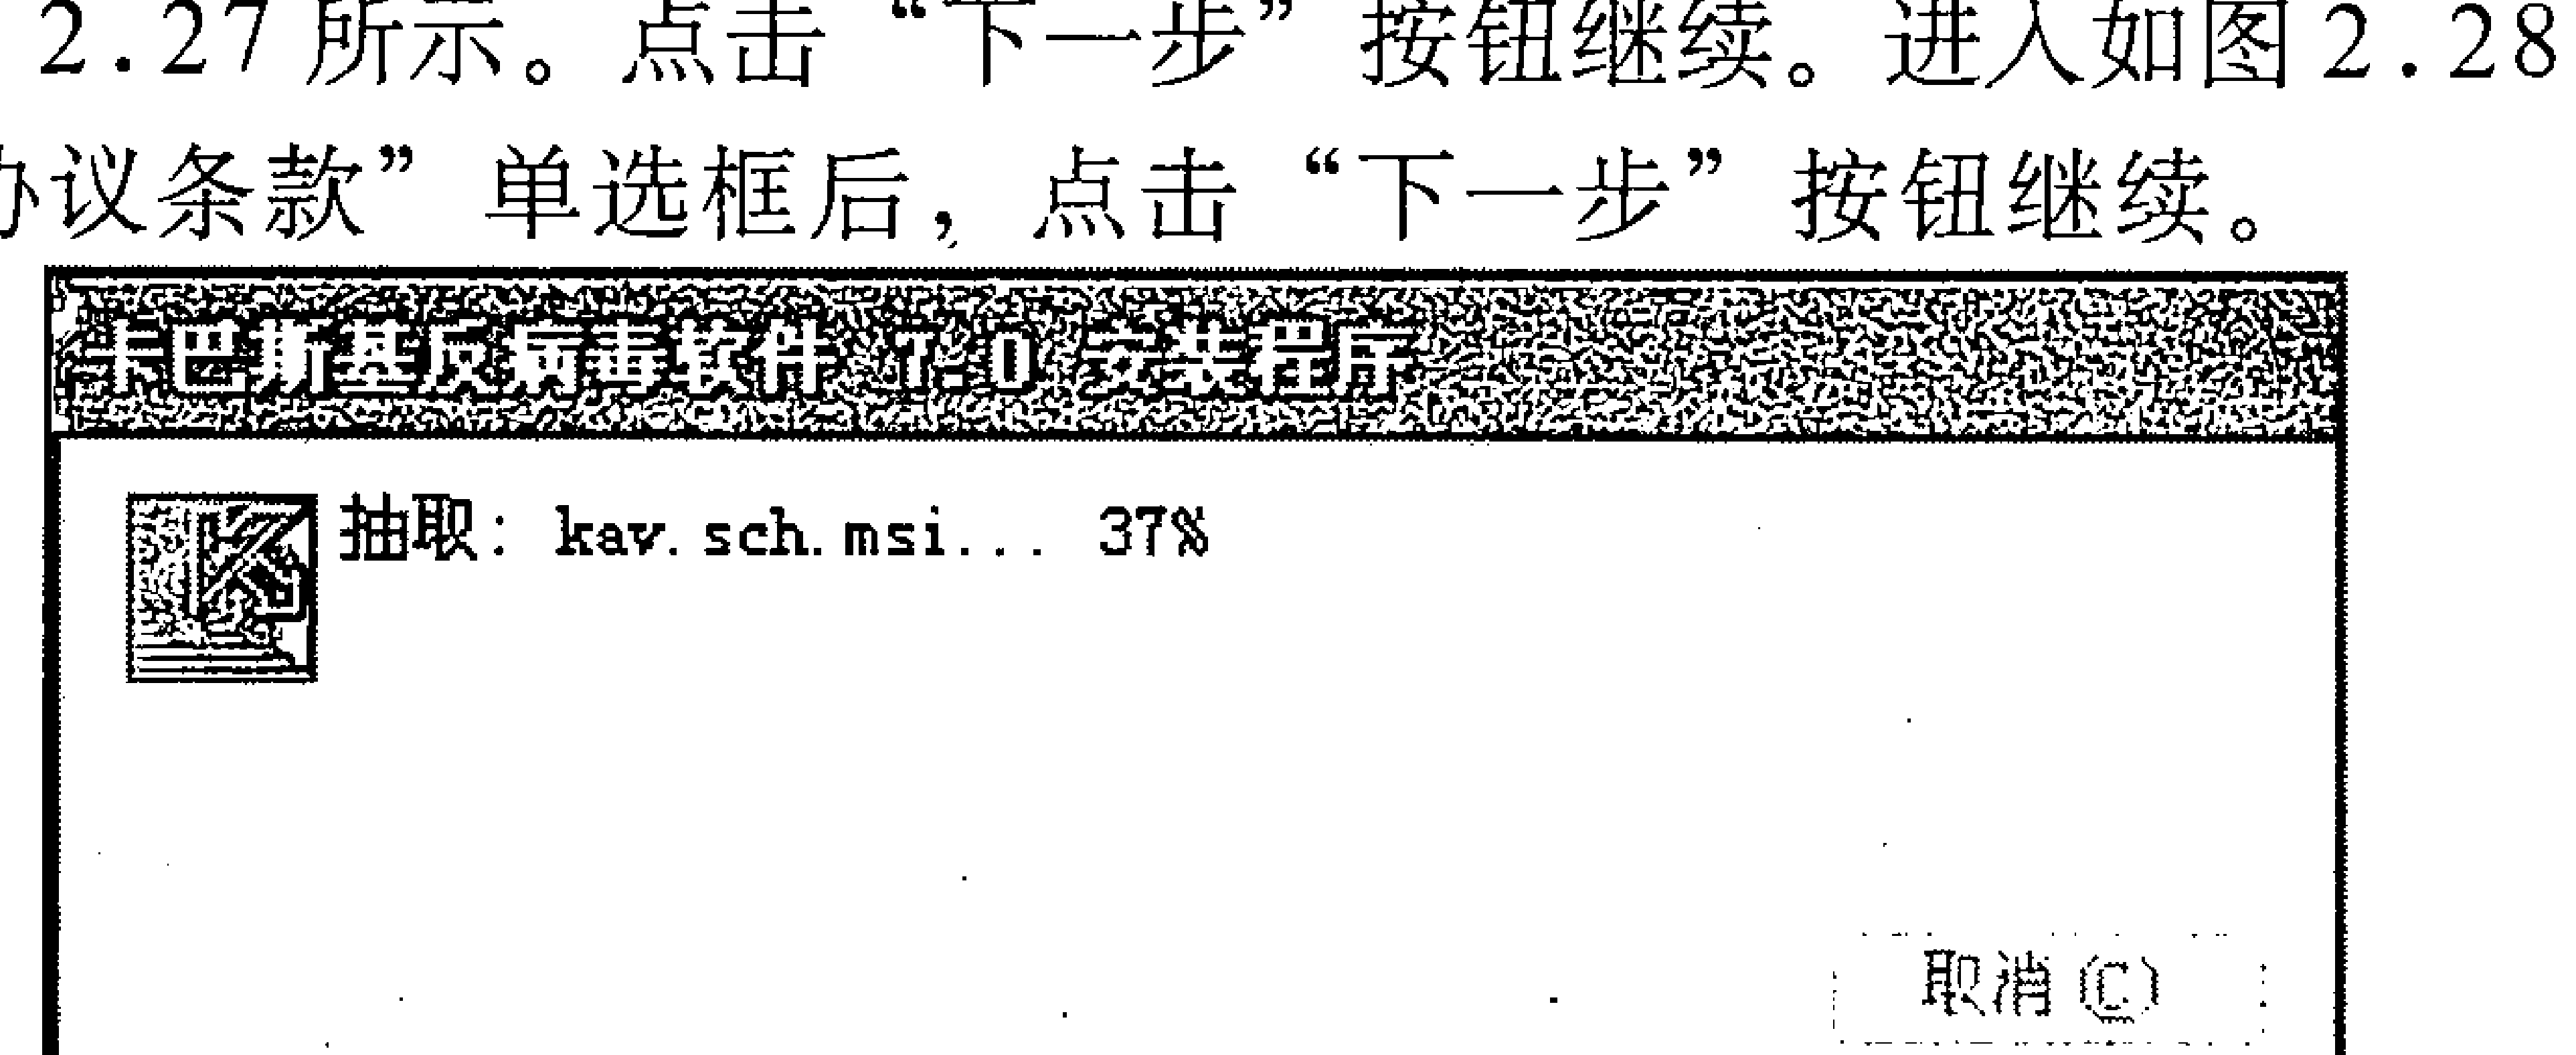 2.27所示。点击“下一步”按钮继续。进入如图2.28
协议条款”单选框后，点击“下一步”按钮继续。
卡巴斯基反病毒软件 7.0 安装程序
抽取: kav.sch.msi... 37%
取消(C)